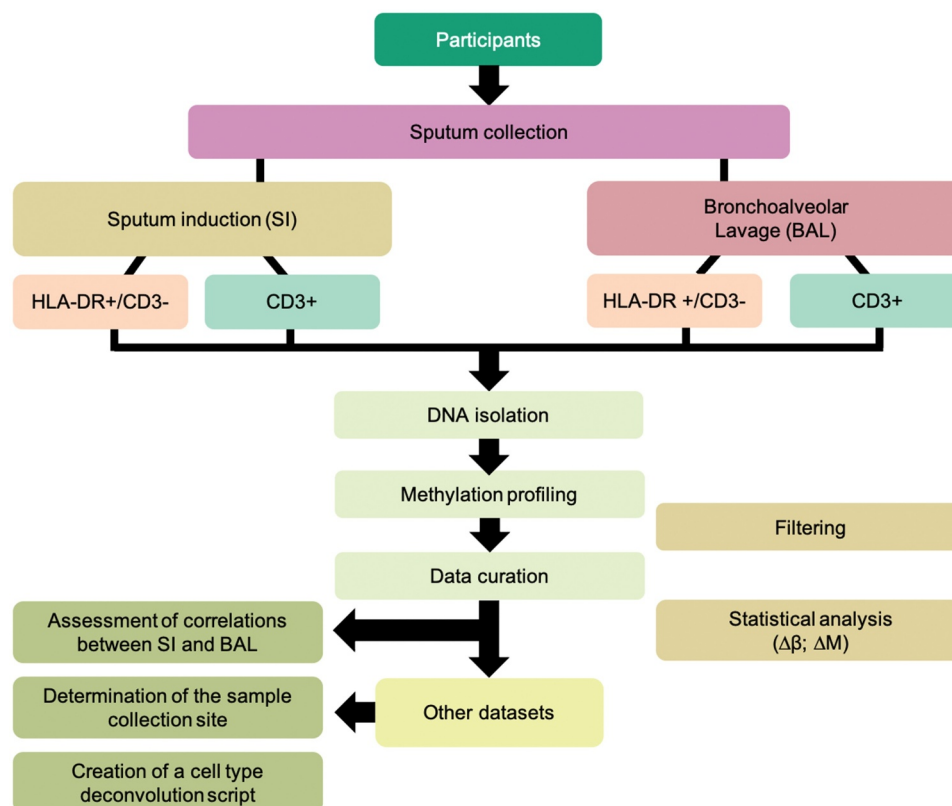 Participants
Sputum collection
Sputum induction (SI)
Bronchoalveolar
Lavage (BAL)
HLA-DR+/CD3-
CD3+
HLA-DR +/CD3-
CD3+
DNA isolation
Methylation profiling
Filtering
Data curation
Assessment of correlations
between SI and BAL
Statistical analysis
(Δβ; ΔM)
Determination of the sample
collection site
Other datasets
Creation of a cell type
deconvolution script